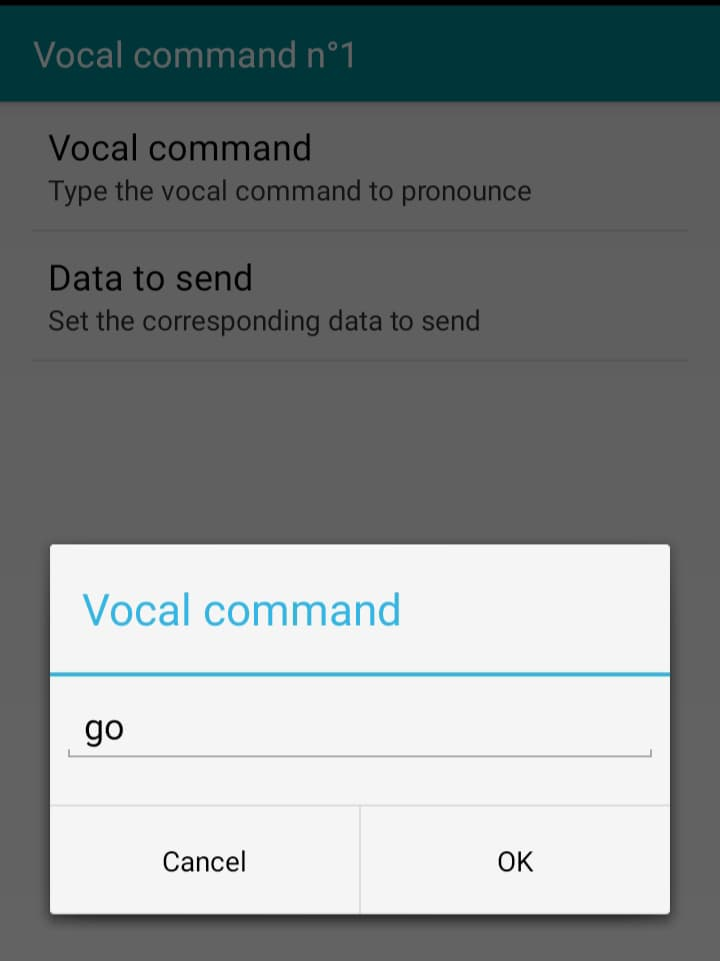 Vocal command n°1
Vocal command
Type the vocal command to pronounce
Data to send
Set the corresponding data to send
Vocal command
go
Cancel OK